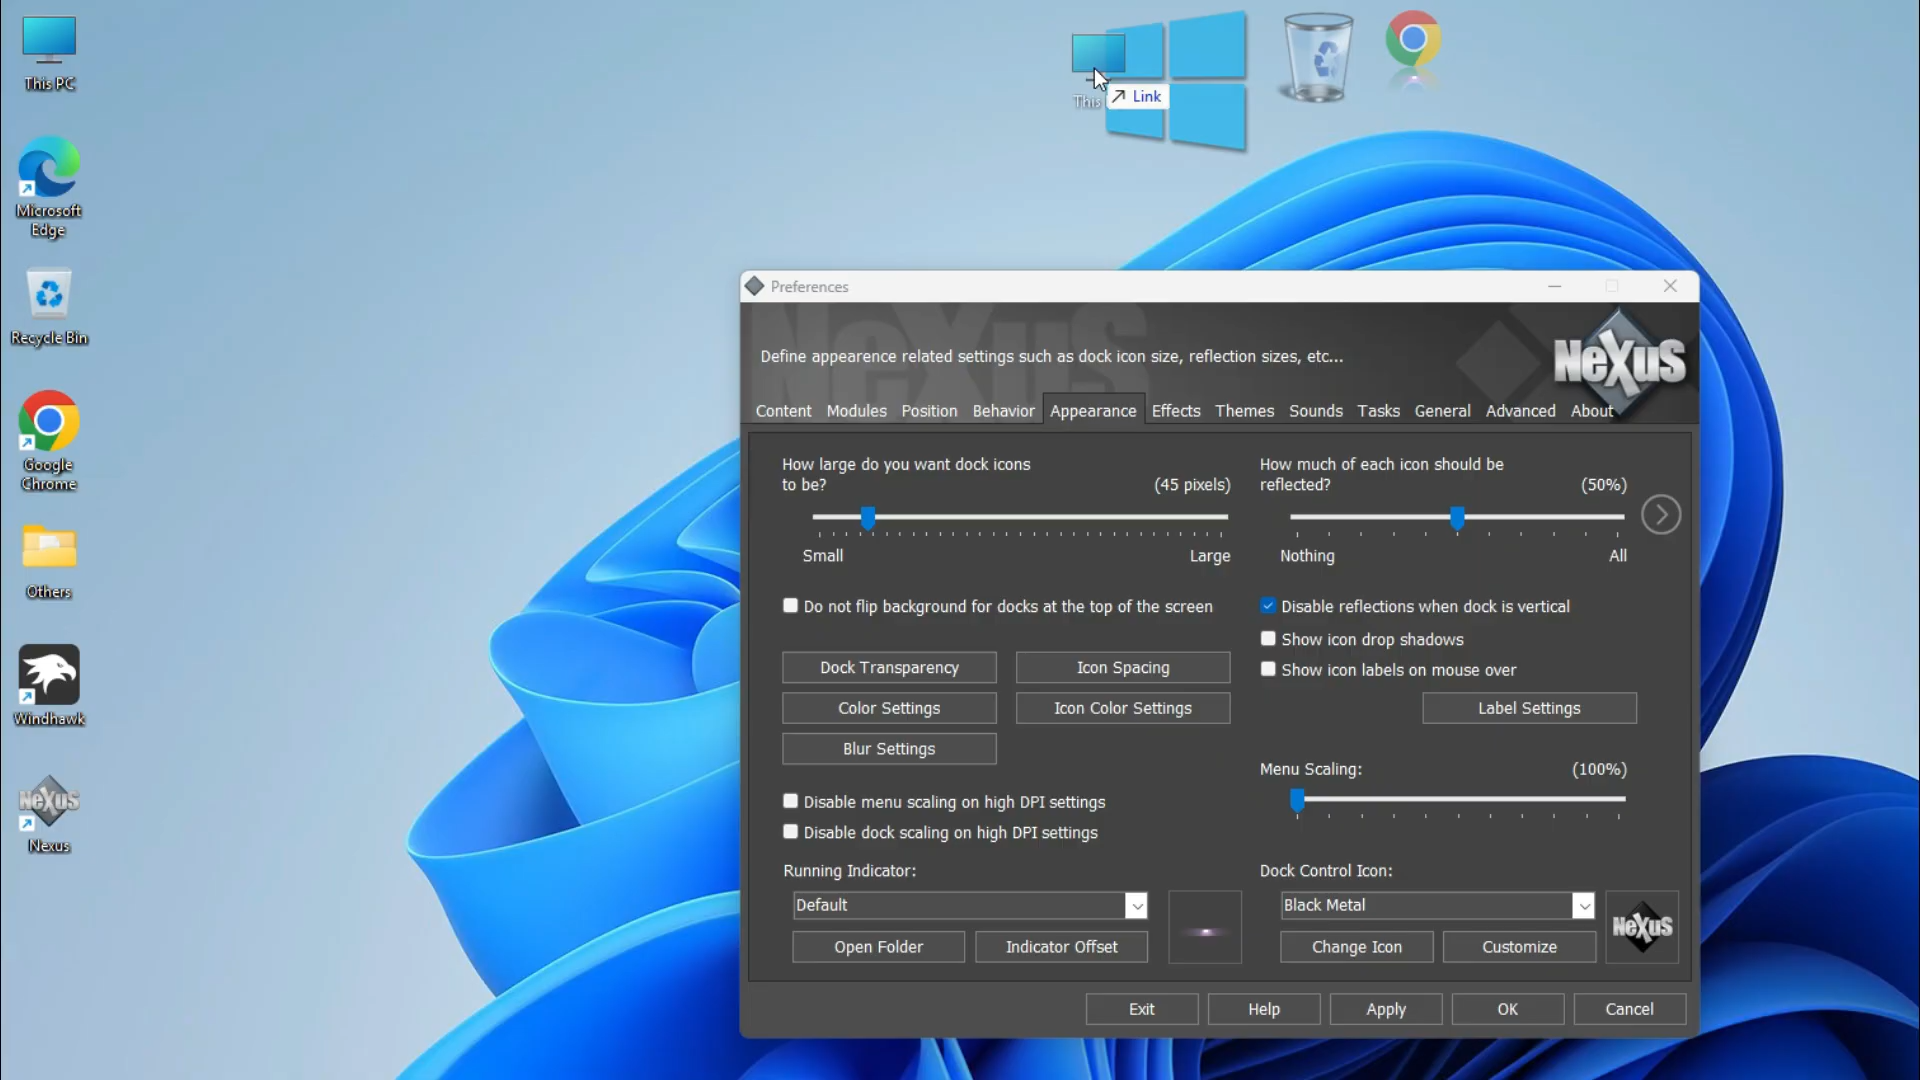 This PC
Microsoft
Edge
Recycle Bin
Google
Chrome
Others
Windhawk
NeXuS
Nexus
This
Link
Preferences
NeXuS
Define appearence related settings such as dock icon size, reflection sizes, etc...
NeXuS
Content Modules Position Behavior Appearance Effects Themes Sounds Tasks General Advanced About
How large do you want dock icons
to be? (45 pixels)
Small Large
How much of each icon should be
reflected? (50%)
Nothing All
Do not flip background for docks at the top of the screen
Disable reflections when dock is vertical
Show icon drop shadows
Show icon labels on mouse over
Dock Transparency Icon Spacing
Color Settings Icon Color Settings
Label Settings
Blur Settings
Menu Scaling: (100%)
Disable menu scaling on high DPI settings
Disable dock scaling on high DPI settings
Running Indicator:
Default
Open Folder Indicator Offset
Dock Control Icon:
Black Metal
Change Icon Customize
NeXuS
Exit Help Apply OK Cancel